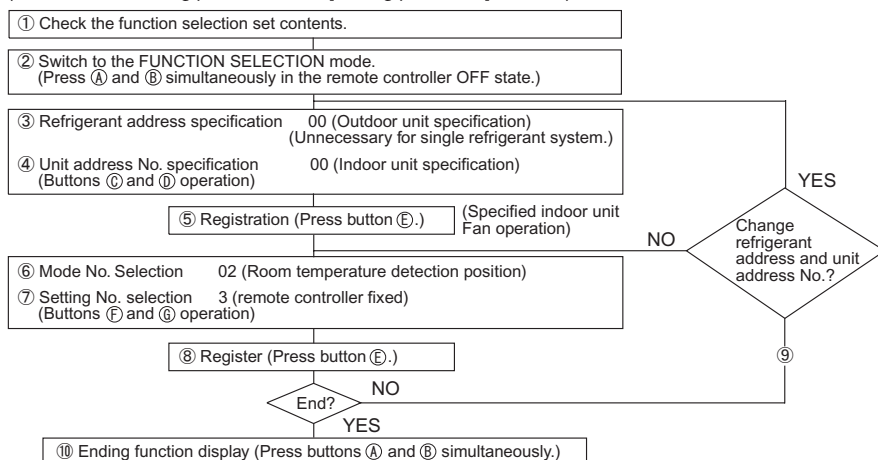 ① Check the function selection set contents.
② Switch to the FUNCTION SELECTION mode.
(Press Ⓐ and Ⓑ simultaneously in the remote controller OFF state.)
③ Refrigerant address specification 00 (Outdoor unit specification)
(Unnecessary for single refrigerant system.)
④ Unit address No. specification 00 (Indoor unit specification)
(Buttons Ⓒ and Ⓓ operation)
YES
⑤ Registration (Press button Ⓔ.)
(Specified indoor unit
Fan operation)
NO
Change
refrigerant
address and unit
address No.?
⑥ Mode No. Selection 02 (Room temperature detection position)
⑦ Setting No. selection 3 (remote controller fixed)
(Buttons Ⓕ and Ⓖ operation)
⑧ Register (Press button Ⓔ.)
⑨
NO
End?
YES
⑩ Ending function display (Press buttons Ⓐ and Ⓑ simultaneously.)